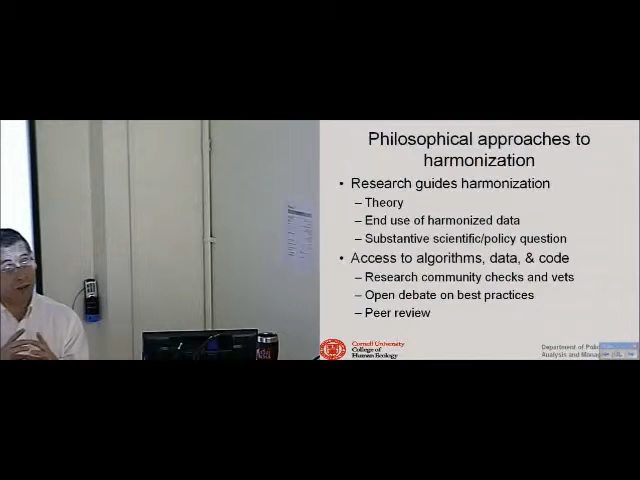 Philosophical approaches to
harmonization
• Research guides harmonization
– Theory
– End use of harmonized data
– Substantive scientific/policy question
• Access to algorithms, data, & code
– Research community checks and vets
– Open debate on best practices
– Peer review
Cornell University
College of
Human Ecology
Department of
Analysis and